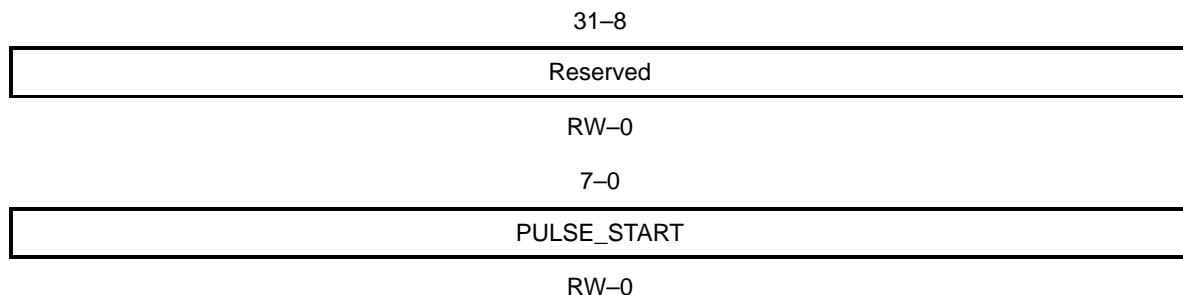 31–8
Reserved
RW–0
7–0
PULSE_START
RW–0